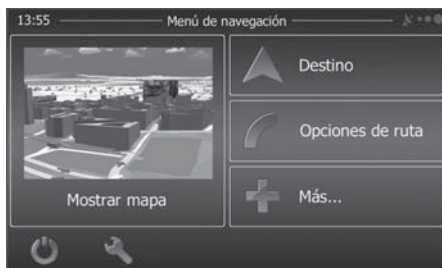 13:55
Menú de navegación
Destino
Opciones de ruta
Mostrar mapa
Más...